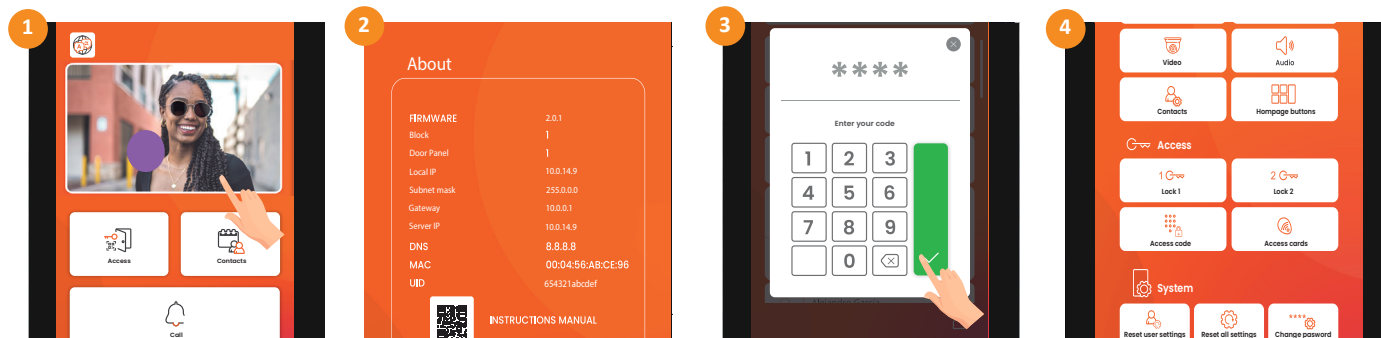 1
Access
Contacts
Call
2
About
FIRMWARE 2.0.1
Block 1
Door Panel 1
Local IP 10.0.14.9
Subnet mask 255.0.0.0
Gateway 10.0.0.1
Server IP 10.0.14.9
DNS 8.8.8.8
MAC 00:04:56:AB:CE:96
UID 654321abcdef
INSTRUCTIONS MANUAL
3
****
Enter your code
1 2 3
4 5 6
7 8 9
0
4
Video Audio
Contacts Hompage buttons
Access
1 2
Lock 1 Lock 2
Access code Access cards
System
****
Reset user settings Reset all settings Change pasword